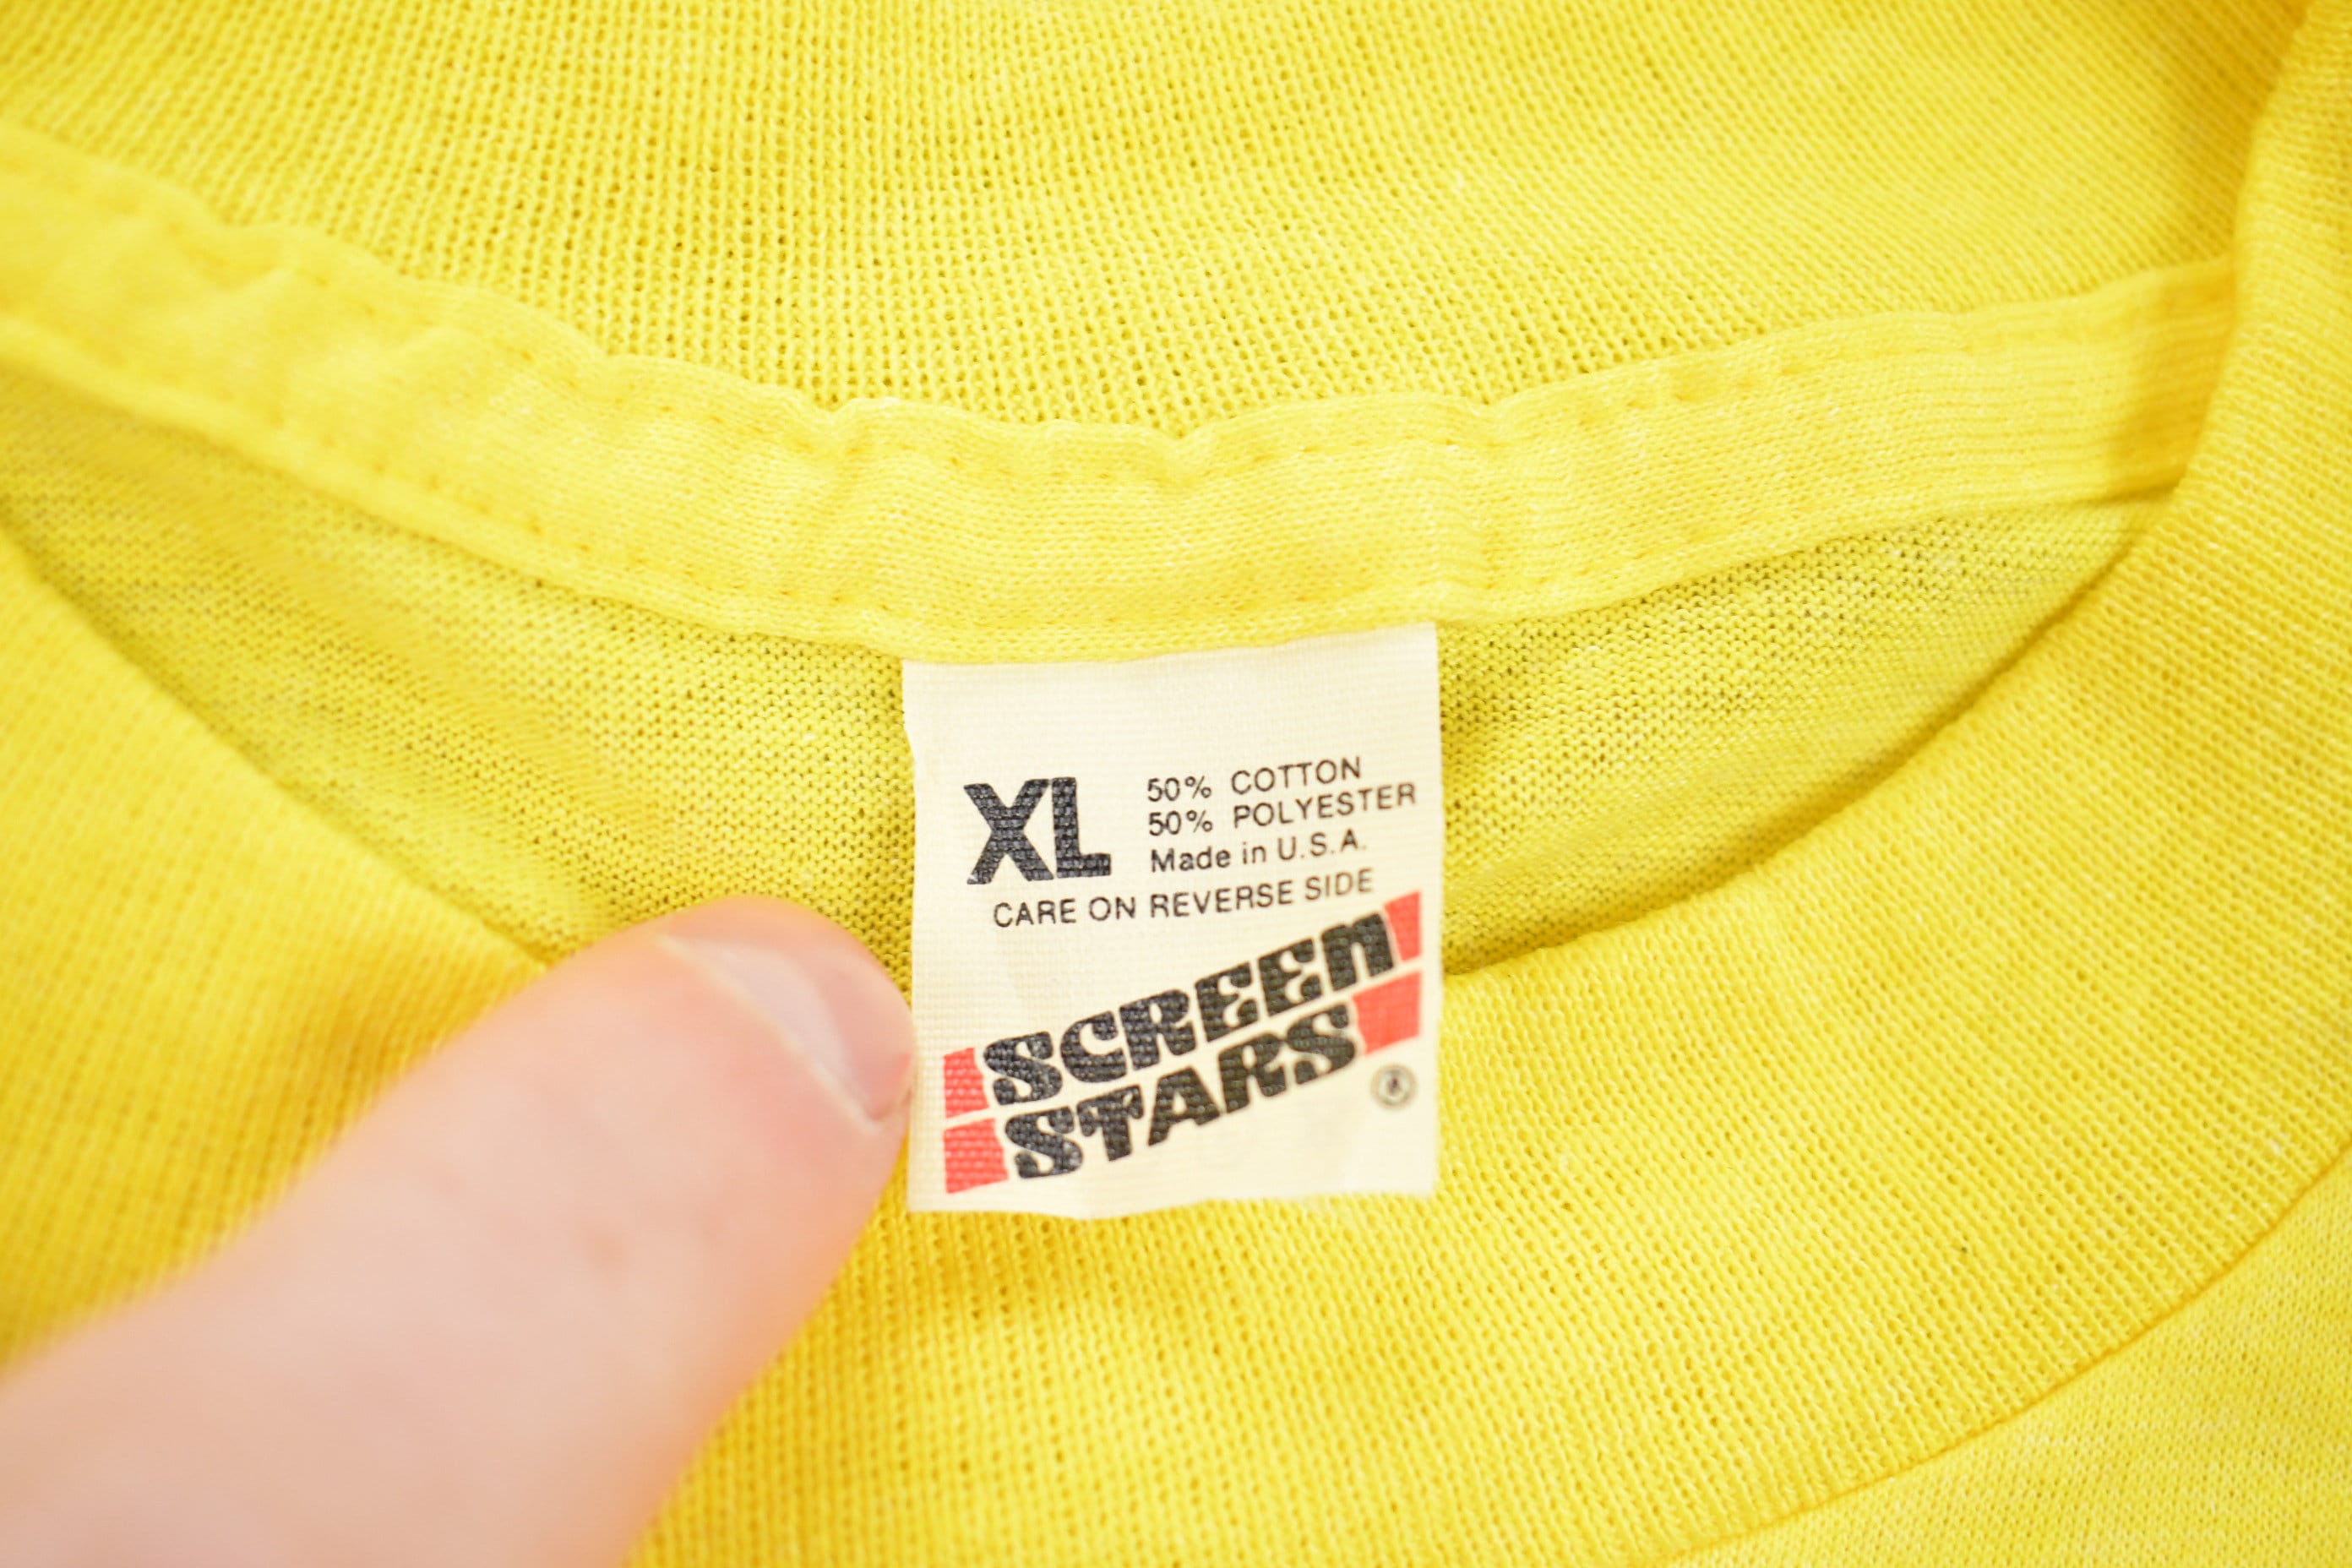 XL
50% COTTON
50% POLYESTER
Made in U.S.A.
CARE ON REVERSE SIDE
SCREEN
STARS
®